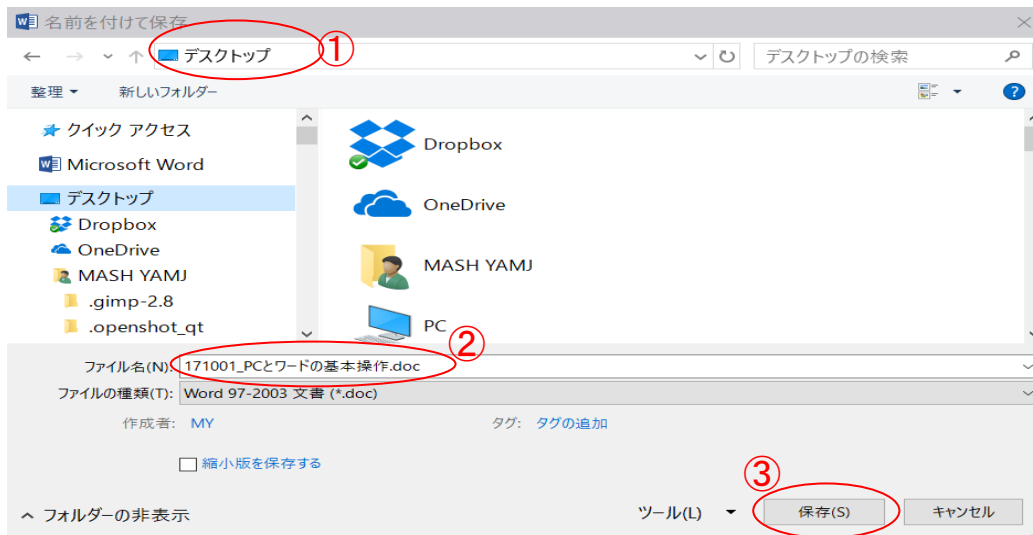 名前を付けて保存
デスクトップ
①
デスクトップの検索
整理
新しいフォルダー
クイック アクセス
Microsoft Word
デスクトップ
Dropbox
OneDrive
MASH YAMJ
.gimp-2.8
.openshot_qt
Dropbox
OneDrive
MASH YAMJ
PC
②
ファイル名(N): 171001_PCとワードの基本操作.doc
ファイルの種類(T): Word 97-2003 文書 (*.doc)
作成者: MY タグ: タグの追加
縮小版を保存する
③
フォルダーの非表示 ツール(L) 保存(S) キャンセル